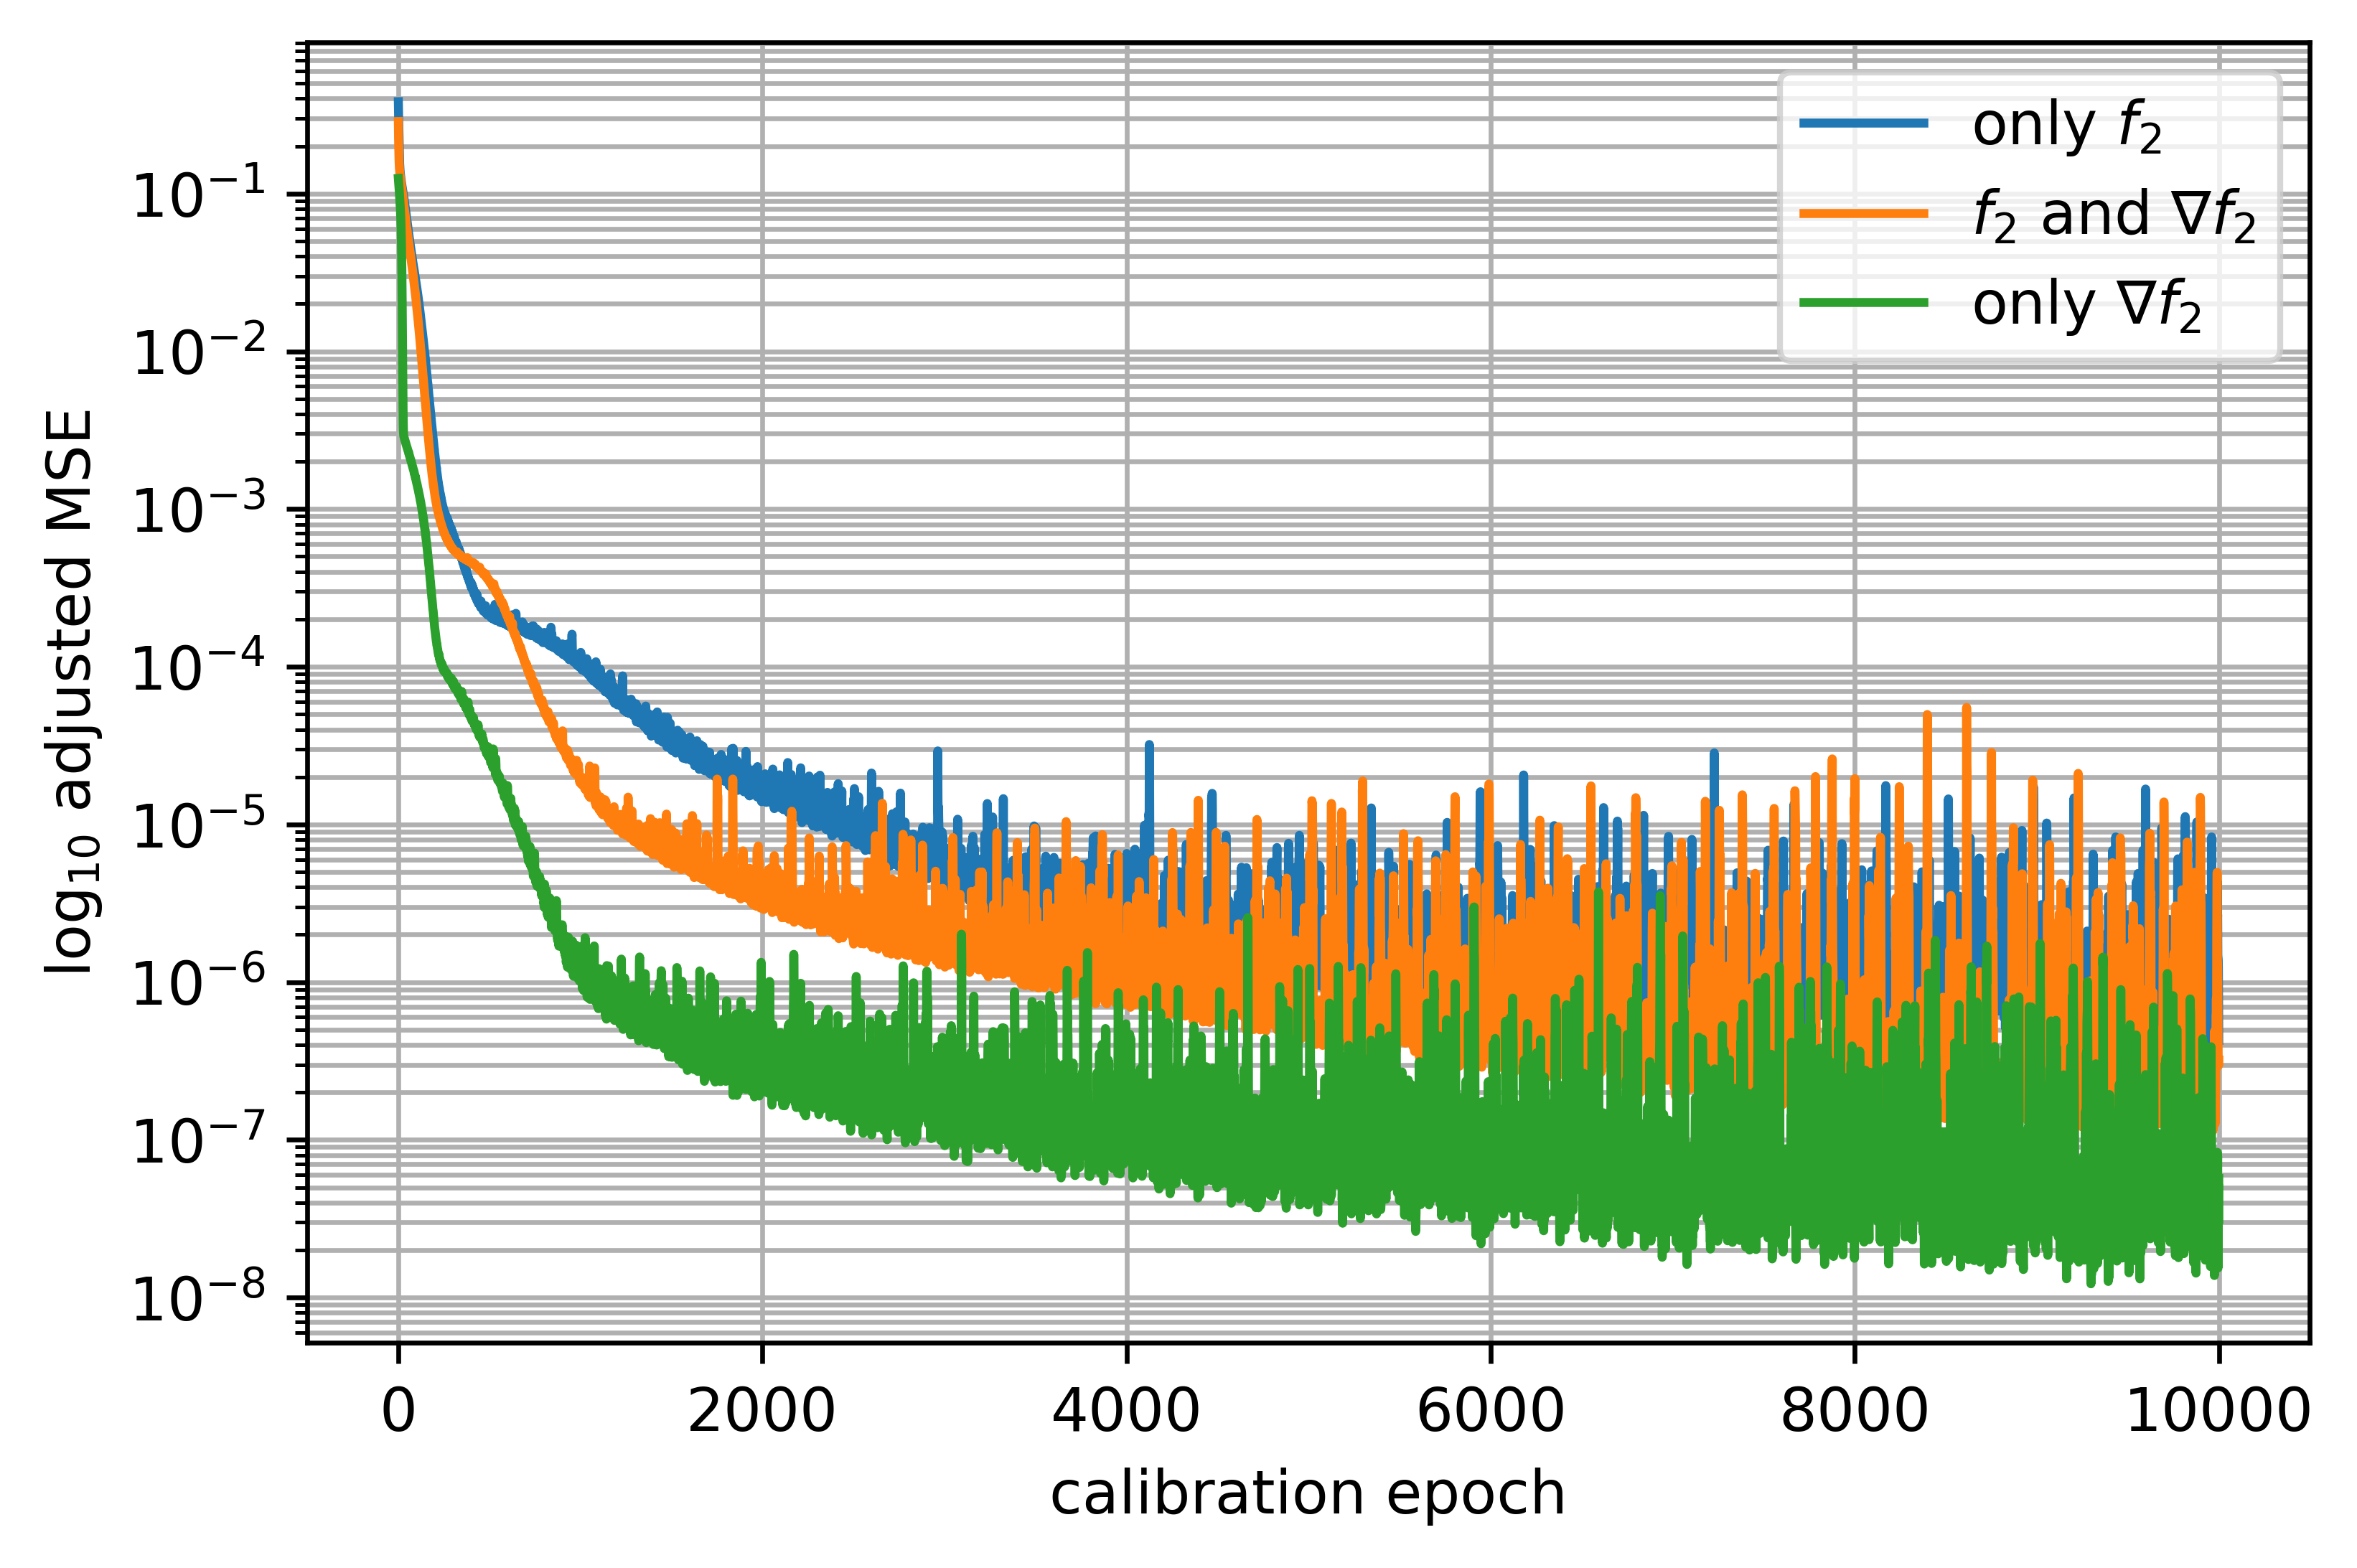 only f₂
f₂ and ∇f₂
only ∇f₂
10⁻¹
10⁻²
10⁻³
10⁻⁴
10⁻⁵
10⁻⁶
10⁻⁷
10⁻⁸
log₁₀ adjusted MSE
0 2000 4000 6000 8000 10000
calibration epoch